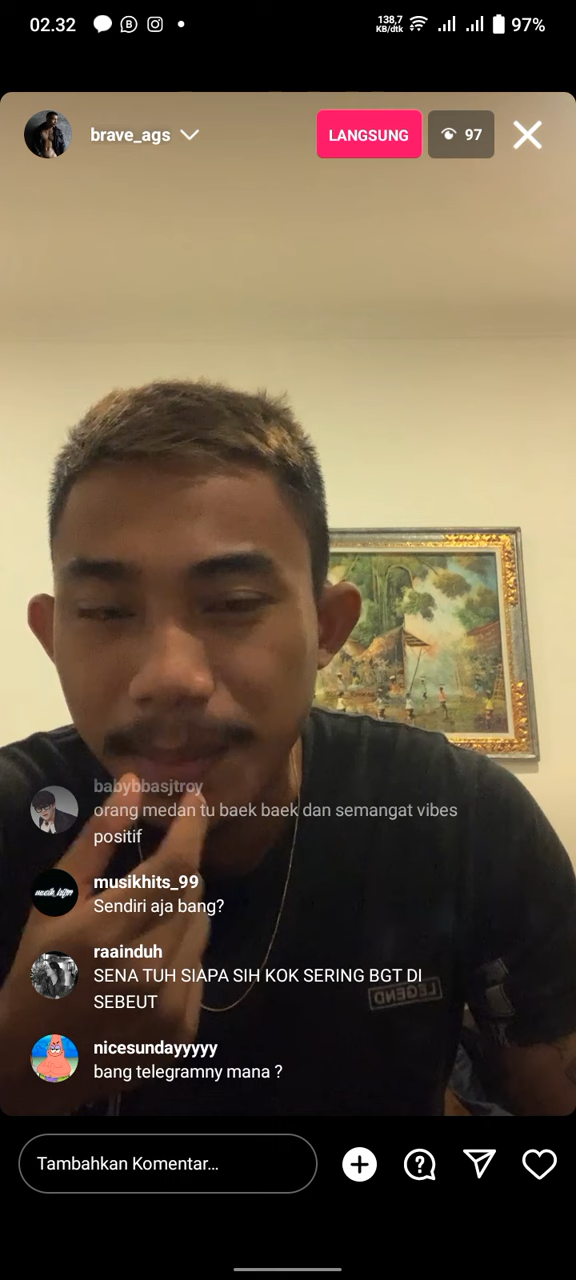 02.32
138,7
KB/dtk
97%
brave_ags
LANGSUNG
97
babybbasjtroy
orang medan tu baek baek dan semangat vibes
positif
musikhits_99
Sendiri aja bang?
raainduh
SENA TUH SIAPA SIH KOK SERING BGT DI
SEBEUT
LEGEND
nicesundayyyyy
bang telegramny mana ?
Tambahkan Komentar...